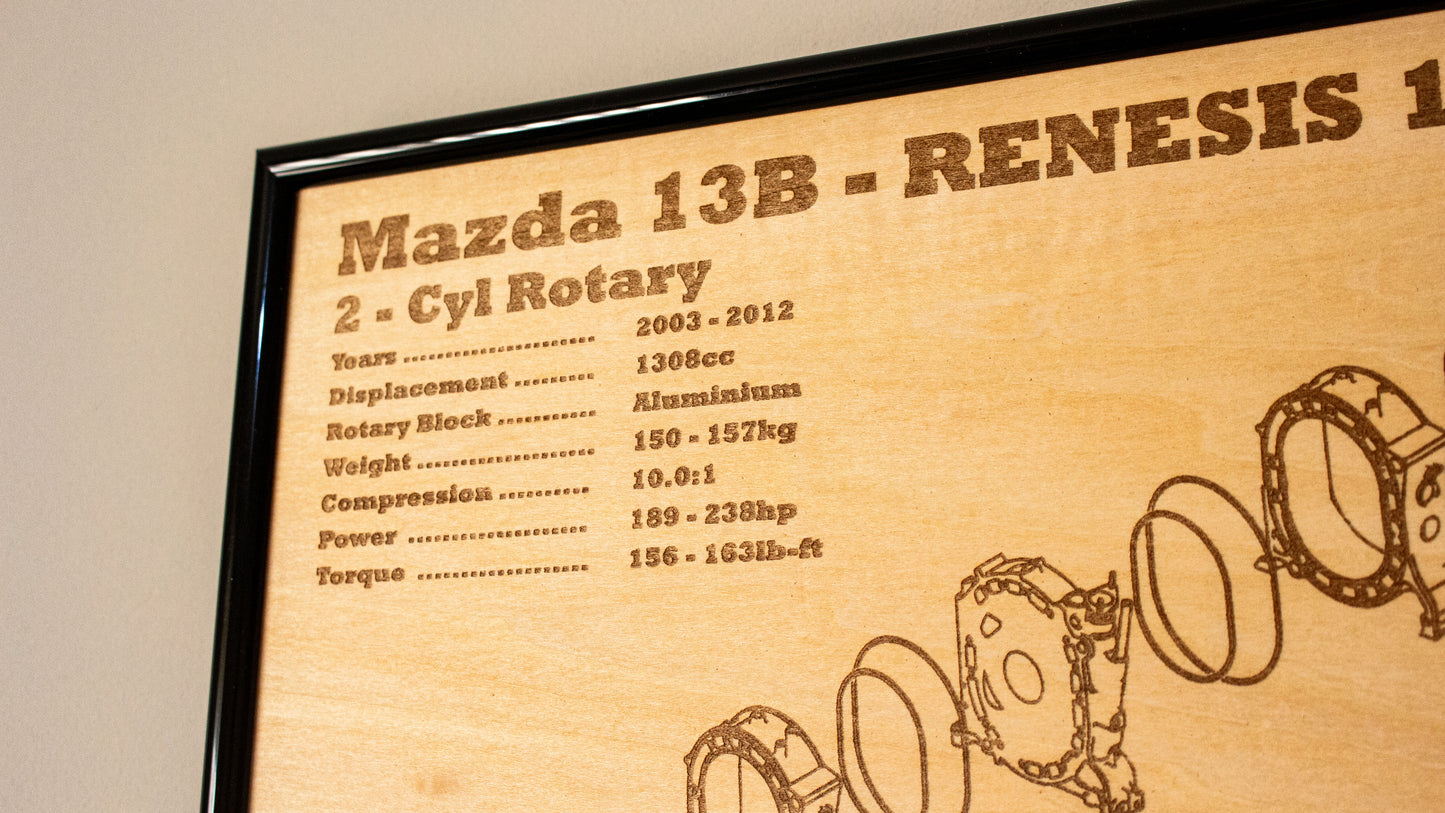 Mazda 13B - RENESIS 1
2 - Cyl Rotary
Years ...................... 2003 - 2012
Displacement ......... 1308cc
Rotary Block ........... Aluminium
Weight .................... 150 - 157kg
Compression .......... 10.0:1
Power .................... 189 - 238hp
Torque ................... 156 - 163lb-ft